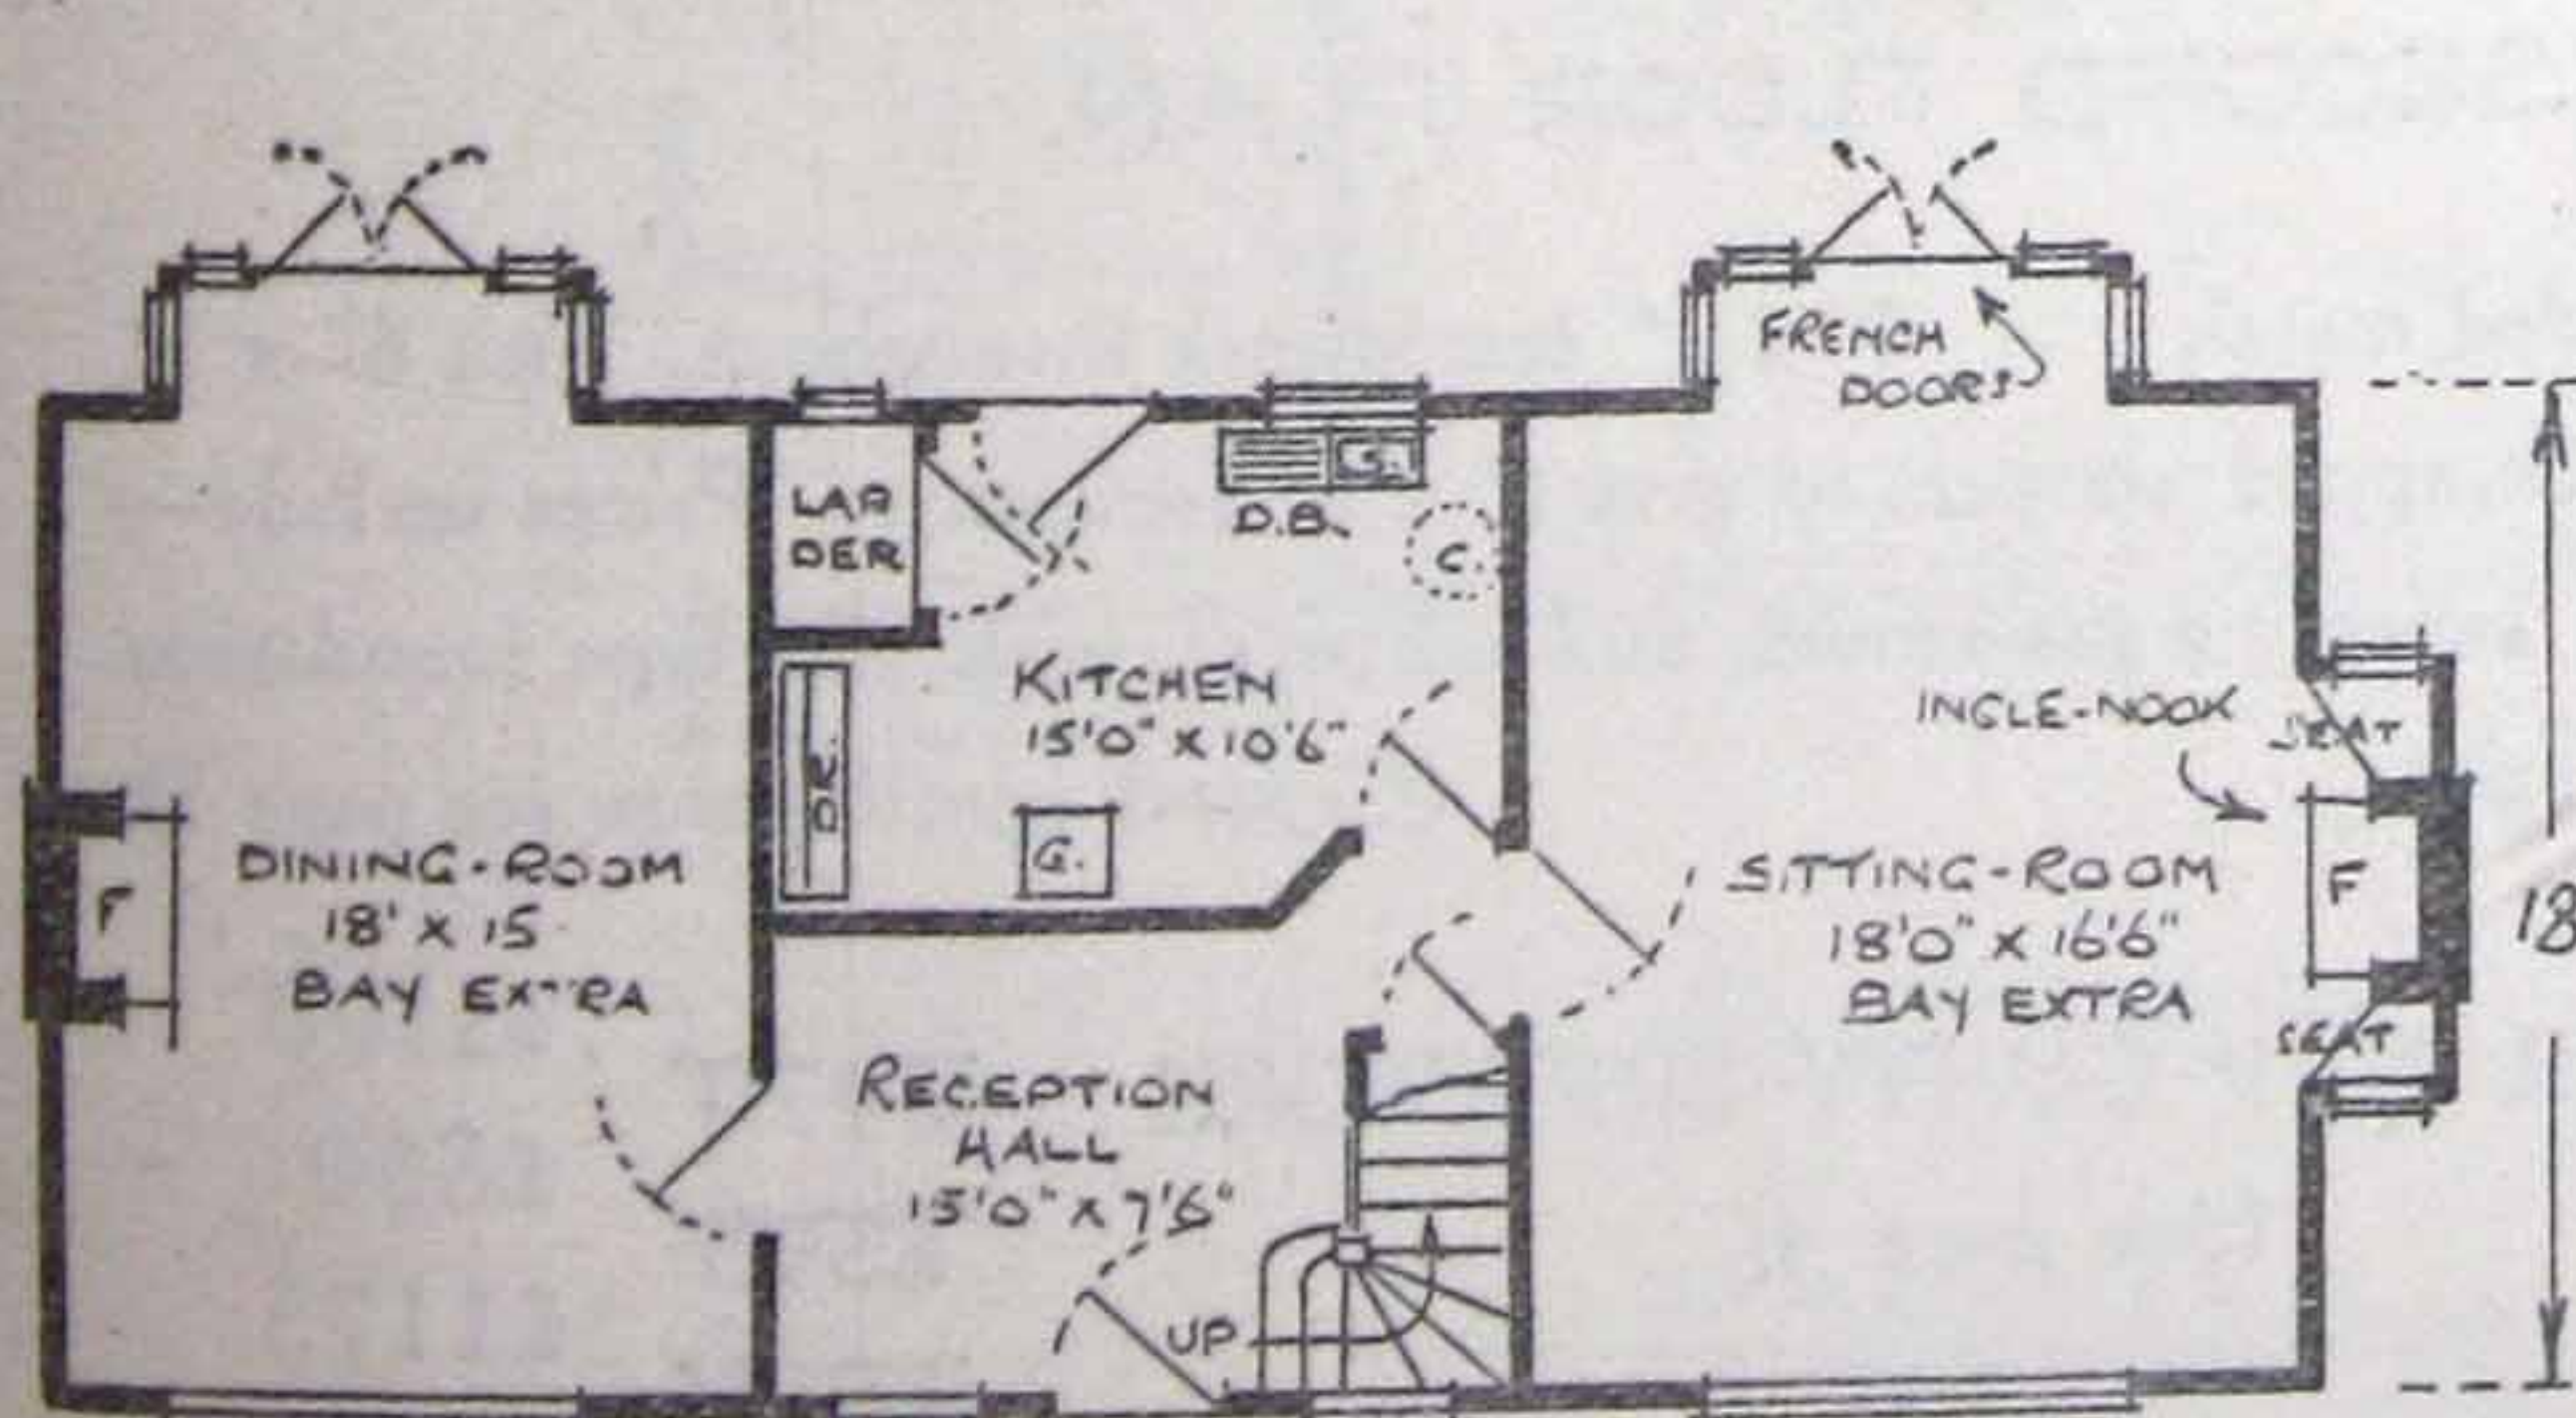 FRENCH
DOORS
LAR
DER
S.
D.B.
C.
KITCHEN
15'0" x 10'6"
DR.
G.
INGLE-NOOK
SEAT
DINING-ROOM
18' x 15
BAY EXTRA
F
SITTING-ROOM
18'0" x 16'6"
BAY EXTRA
F
18
SEAT
RECEPTION
HALL
15'0" x 7'6"
UP